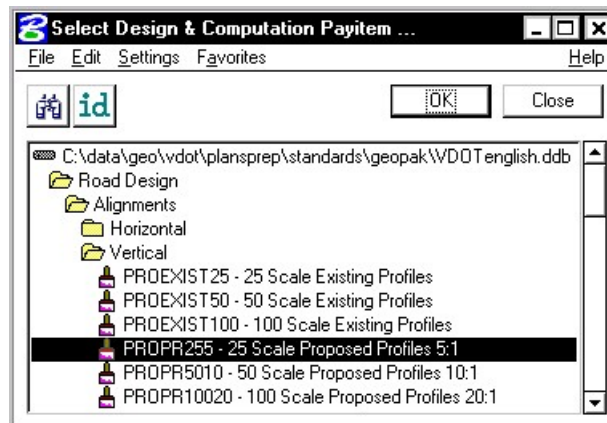 Select Design & Computation Payitem ...
File Edit Settings Favorites Help
id OK Close
C:\data\geo\vdot\plansprep\standards\geopak\VDOTenglish.ddb
Road Design
Alignments
Horizontal
Vertical
PROEXIST25 - 25 Scale Existing Profiles
PROEXIST50 - 50 Scale Existing Profiles
PROEXIST100 - 100 Scale Existing Profiles
PROPR255 - 25 Scale Proposed Profiles 5:1
PROPR5010 - 50 Scale Proposed Profiles 10:1
PROPR10020 - 100 Scale Proposed Profiles 20:1